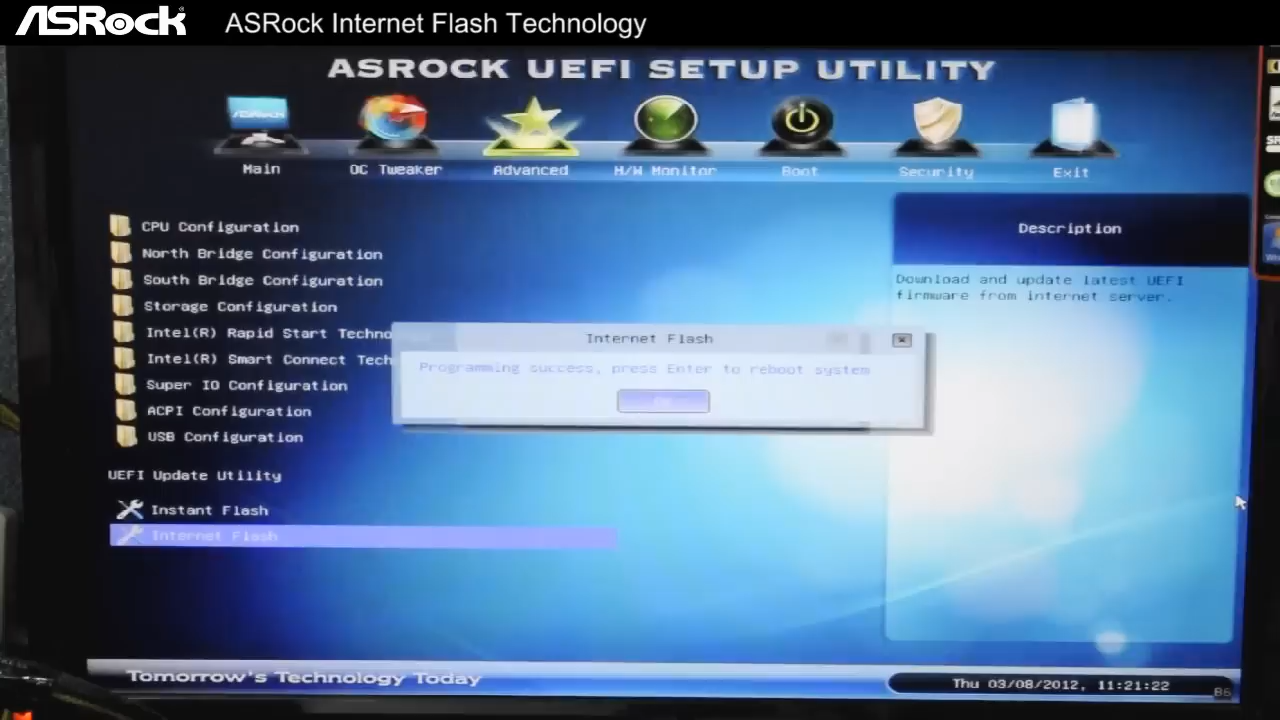 ASRock
ASRock Internet Flash Technology
ASROCK UEFI SETUP UTILITY
Main
OC Tweaker
Advanced
H/W Monitor
Boot
Security
Exit
CPU Configuration
North Bridge Configuration
South Bridge Configuration
Storage Configuration
Intel(R) Rapid Start Techno
Intel(R) Smart Connect Tech
Super IO Configuration
ACPI Configuration
USB Configuration
UEFI Update Utility
Instant Flash
Internet Flash
Description
Download and update latest UEFI
firmware from internet server.
Internet Flash
Programming success, press Enter to reboot system
Tomorrow's Technology Today
Thu 03/08/2012, 11:21:22